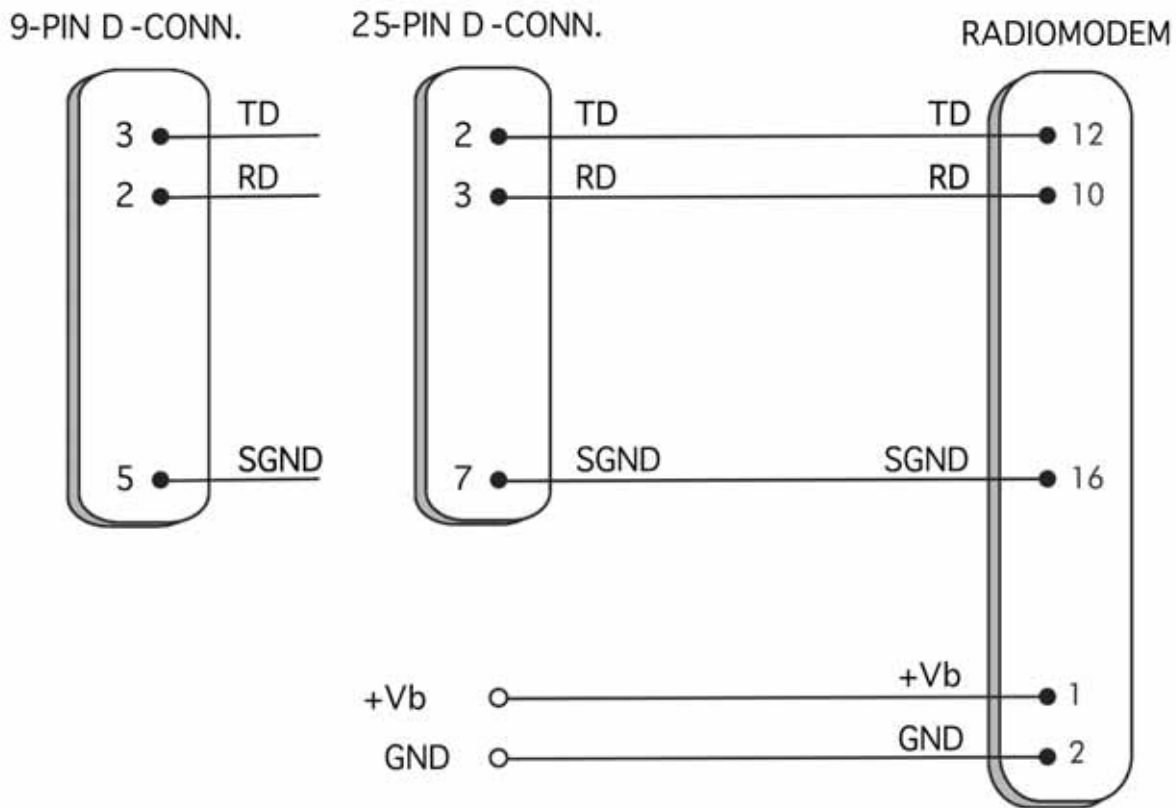 9-PIN D-CONN. 25-PIN D-CONN. RADIOMODEM
3 TD 2 TD TD 12
2 RD 3 RD RD 10
5 SGND 7 SGND SGND 16
+Vb +Vb 1
GND GND 2